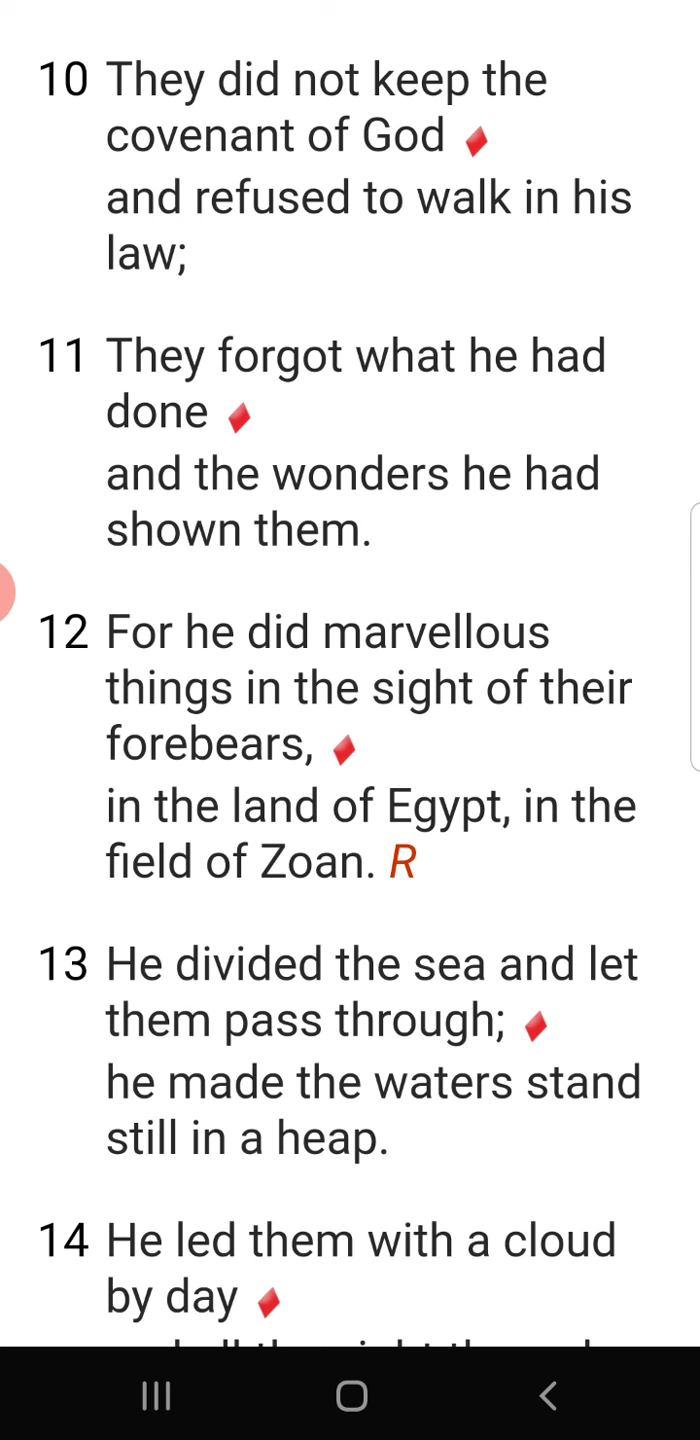 10 They did not keep the
covenant of God ♦
and refused to walk in his
law;
11 They forgot what he had
done ♦
and the wonders he had
shown them.
12 For he did marvellous
things in the sight of their
forebears, ♦
in the land of Egypt, in the
field of Zoan. R
13 He divided the sea and let
them pass through; ♦
he made the waters stand
still in a heap.
14 He led them with a cloud
by day ♦